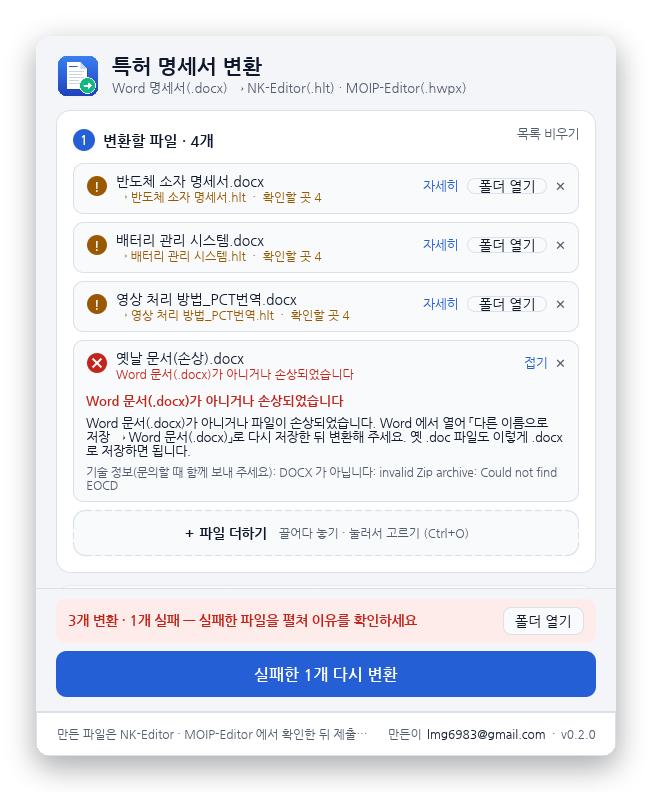 특허 명세서 변환
Word 명세서(.docx) → NK-Editor(.hlt) · MOIP-Editor(.hwpx)
1 변환할 파일 · 4개
목록 비우기
! 반도체 소자 명세서.docx
→ 반도체 소자 명세서.hlt · 확인할 곳 4
자세히 폴더 열기 ×
! 배터리 관리 시스템.docx
→ 배터리 관리 시스템.hlt · 확인할 곳 4
자세히 폴더 열기 ×
! 영상 처리 방법_PCT번역.docx
→ 영상 처리 방법_PCT번역.hlt · 확인할 곳 4
자세히 폴더 열기 ×
옛날 문서(손상).docx
Word 문서(.docx)가 아니거나 손상되었습니다
접기 ×
Word 문서(.docx)가 아니거나 손상되었습니다
Word 문서(.docx)가 아니거나 파일이 손상되었습니다. Word 에서 열어 「다른 이름으로
저장 → Word 문서(.docx)」로 다시 저장한 뒤 변환해 주세요. 옛 .doc 파일도 이렇게 .docx
로 저장하면 됩니다.
기술 정보(문의할 때 함께 보내 주세요): DOCX 가 아닙니다: invalid Zip archive: Could not find
EOCD
+ 파일 더하기 끌어다 놓기 · 눌러서 고르기 (Ctrl+O)
3개 변환 · 1개 실패 — 실패한 파일을 펼쳐 이유를 확인하세요
폴더 열기
실패한 1개 다시 변환
만든 파일은 NK-Editor · MOIP-Editor 에서 확인한 뒤 제출…
만든이 lmg6983@gmail.com · v0.2.0